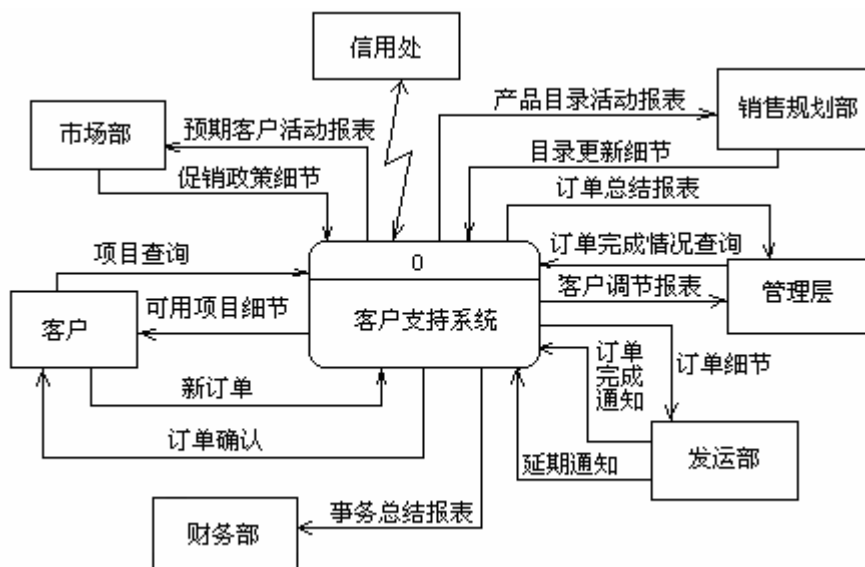 信用处
产品目录活动报表
销售规划部
市场部
预期客户活动报表
目录更新细节
促销政策细节
订单总结报表
项目查询
0
订单完成情况查询
客户
可用项目细节
客户支持系统
客户调节报表
管理层
新订单
订单
完成
通知
订单细节
订单确认
延期通知
发运部
财务部
事务总结报表